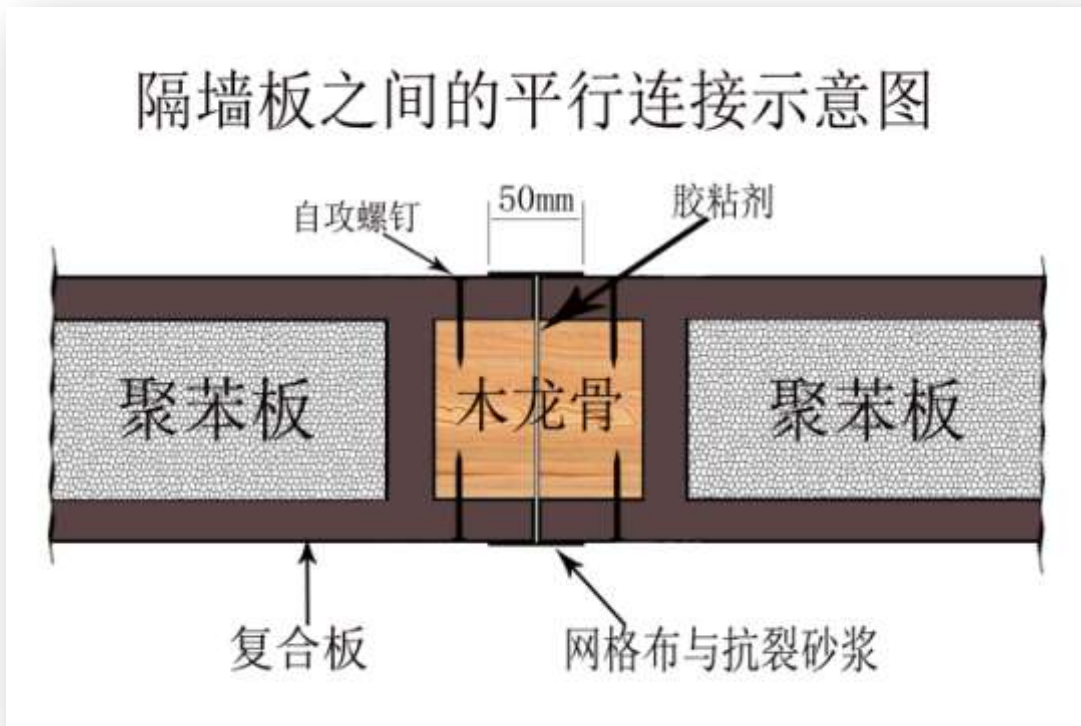 隔墙板之间的平行连接示意图
自攻螺钉
50mm
胶粘剂
聚苯板
木龙骨
聚苯板
复合板
网格布与抗裂砂浆